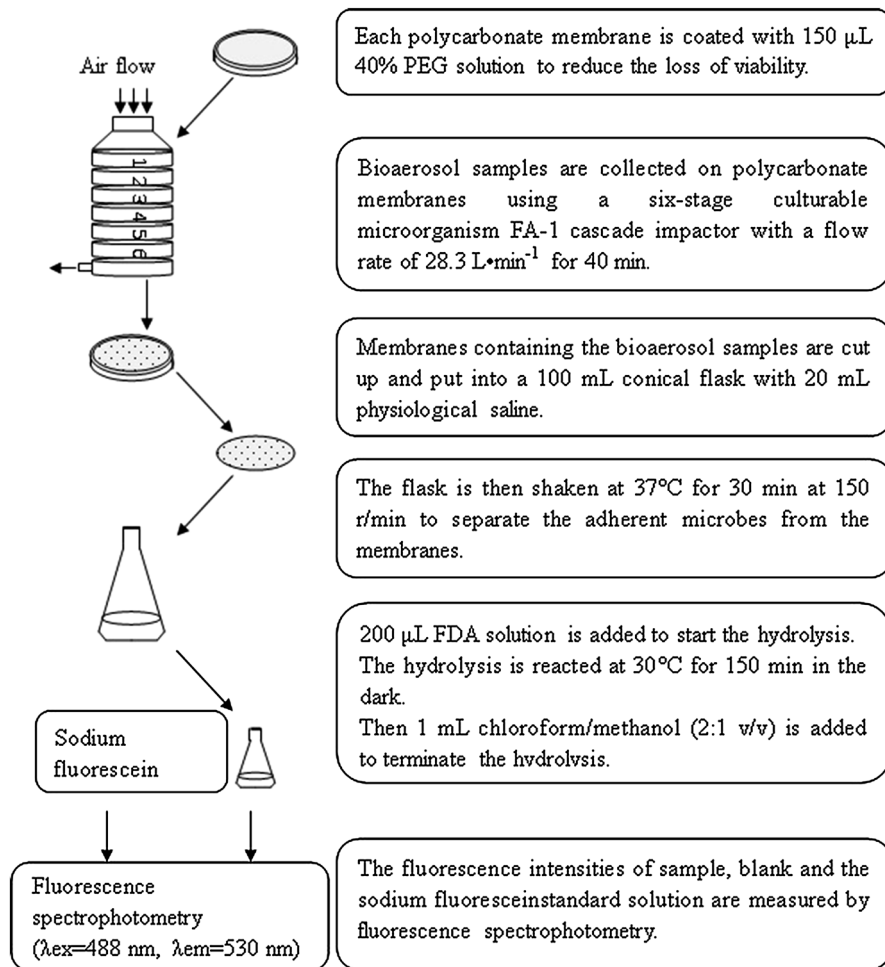 Each polycarbonate membrane is coated with 150 μL
40% PEG solution to reduce the loss of viability.
Air flow
1
2
3
4
5
6
Bioaerosol samples are collected on polycarbonate
membranes using a six-stage culturable
microorganism FA-1 cascade impactor with a flow
rate of 28.3 L•min⁻¹ for 40 min.
Membranes containing the bioaerosol samples are cut
up and put into a 100 mL conical flask with 20 mL
physiological saline.
The flask is then shaken at 37°C for 30 min at 150
r/min to separate the adherent microbes from the
membranes.
200 μL FDA solution is added to start the hydrolysis.
The hydrolysis is reacted at 30°C for 150 min in the
dark.
Then 1 mL chloroform/methanol (2:1 v/v) is added
to terminate the hydrolysis.
Sodium
fluorescein
Fluorescence
spectrophotometry
(λex=488 nm, λem=530 nm)
The fluorescence intensities of sample, blank and the
sodium fluoresceinstandard solution are measured by
fluorescence spectrophotometry.